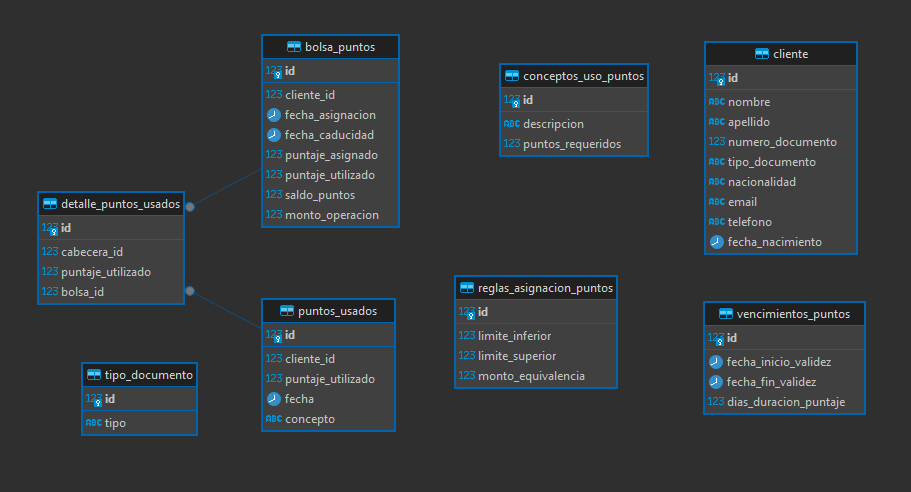 bolsa_puntos
123 id
123 cliente_id
fecha_asignacion
fecha_caducidad
123 puntaje_asignado
123 puntaje_utilizado
123 saldo_puntos
123 monto_operacion
conceptos_uso_puntos
123 id
ABC descripcion
123 puntos_requeridos
cliente
123 id
ABC nombre
ABC apellido
123 numero_documento
ABC tipo_documento
ABC nacionalidad
ABC email
ABC telefono
fecha_nacimiento
detalle_puntos_usados
123 id
123 cabecera_id
123 puntaje_utilizado
123 bolsa_id
puntos_usados
123 id
123 cliente_id
123 puntaje_utilizado
fecha
ABC concepto
reglas_asignacion_puntos
123 id
123 limite_inferior
123 limite_superior
123 monto_equivalencia
vencimientos_puntos
123 id
fecha_inicio_validez
fecha_fin_validez
123 dias_duracion_puntaje
tipo_documento
123 id
ABC tipo